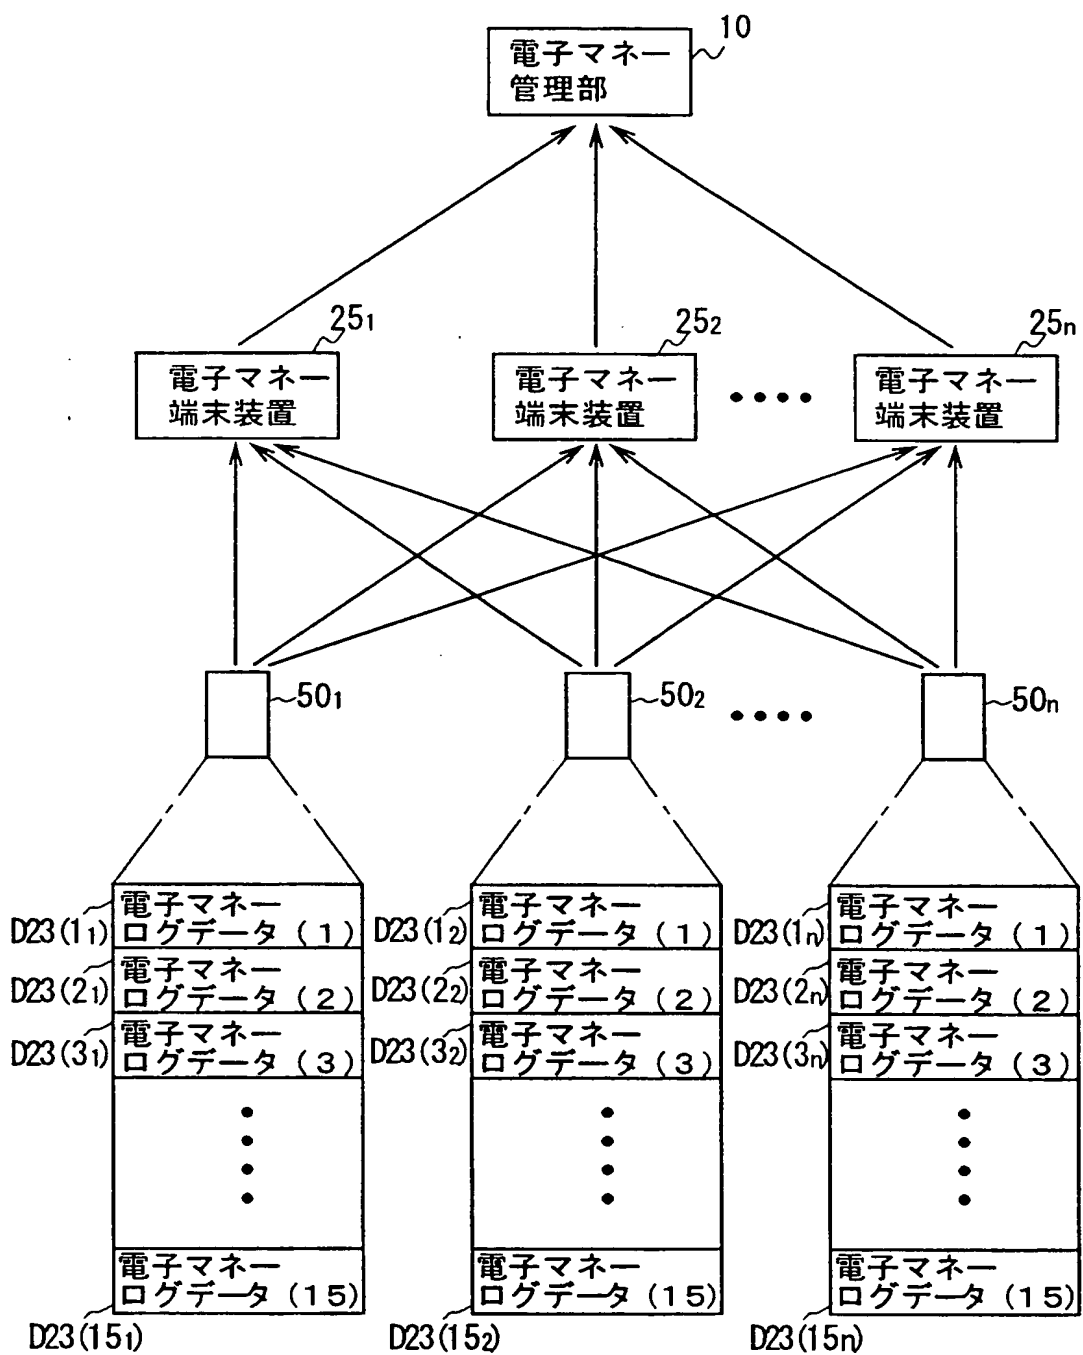 10
電子マネー
管理部
25₁
電子マネー
端末装置
25₂
電子マネー
端末装置
25n
電子マネー
端末装置
50₁
50₂
50n
D23(1₁)
電子マネー
ログデータ(1)
D23(2₁)
電子マネー
ログデータ(2)
D23(3₁)
電子マネー
ログデータ(3)
電子マネー
ログデータ(15)
D23(15₁)
D23(1₂)
電子マネー
ログデータ(1)
D23(2₂)
電子マネー
ログデータ(2)
D23(3₂)
電子マネー
ログデータ(3)
電子マネー
ログデータ(15)
D23(15₂)
D23(1n)
電子マネー
ログデータ(1)
D23(2n)
電子マネー
ログデータ(2)
D23(3n)
電子マネー
ログデータ(3)
電子マネー
ログデータ(15)
D23(15n)